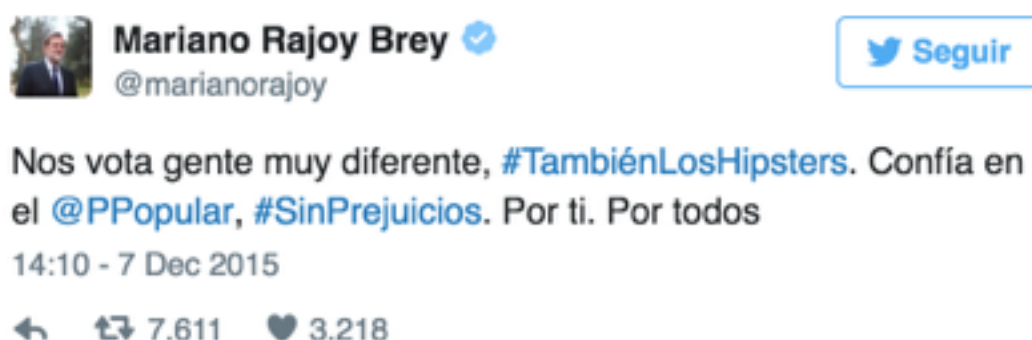 Mariano Rajoy Brey
Seguir
@marianorajoy
Nos vota gente muy diferente, #TambiénLosHipsters. Confía en
el @PPopular, #SinPrejuicios. Por ti. Por todos
14:10 - 7 Dec 2015
7.611 3.218